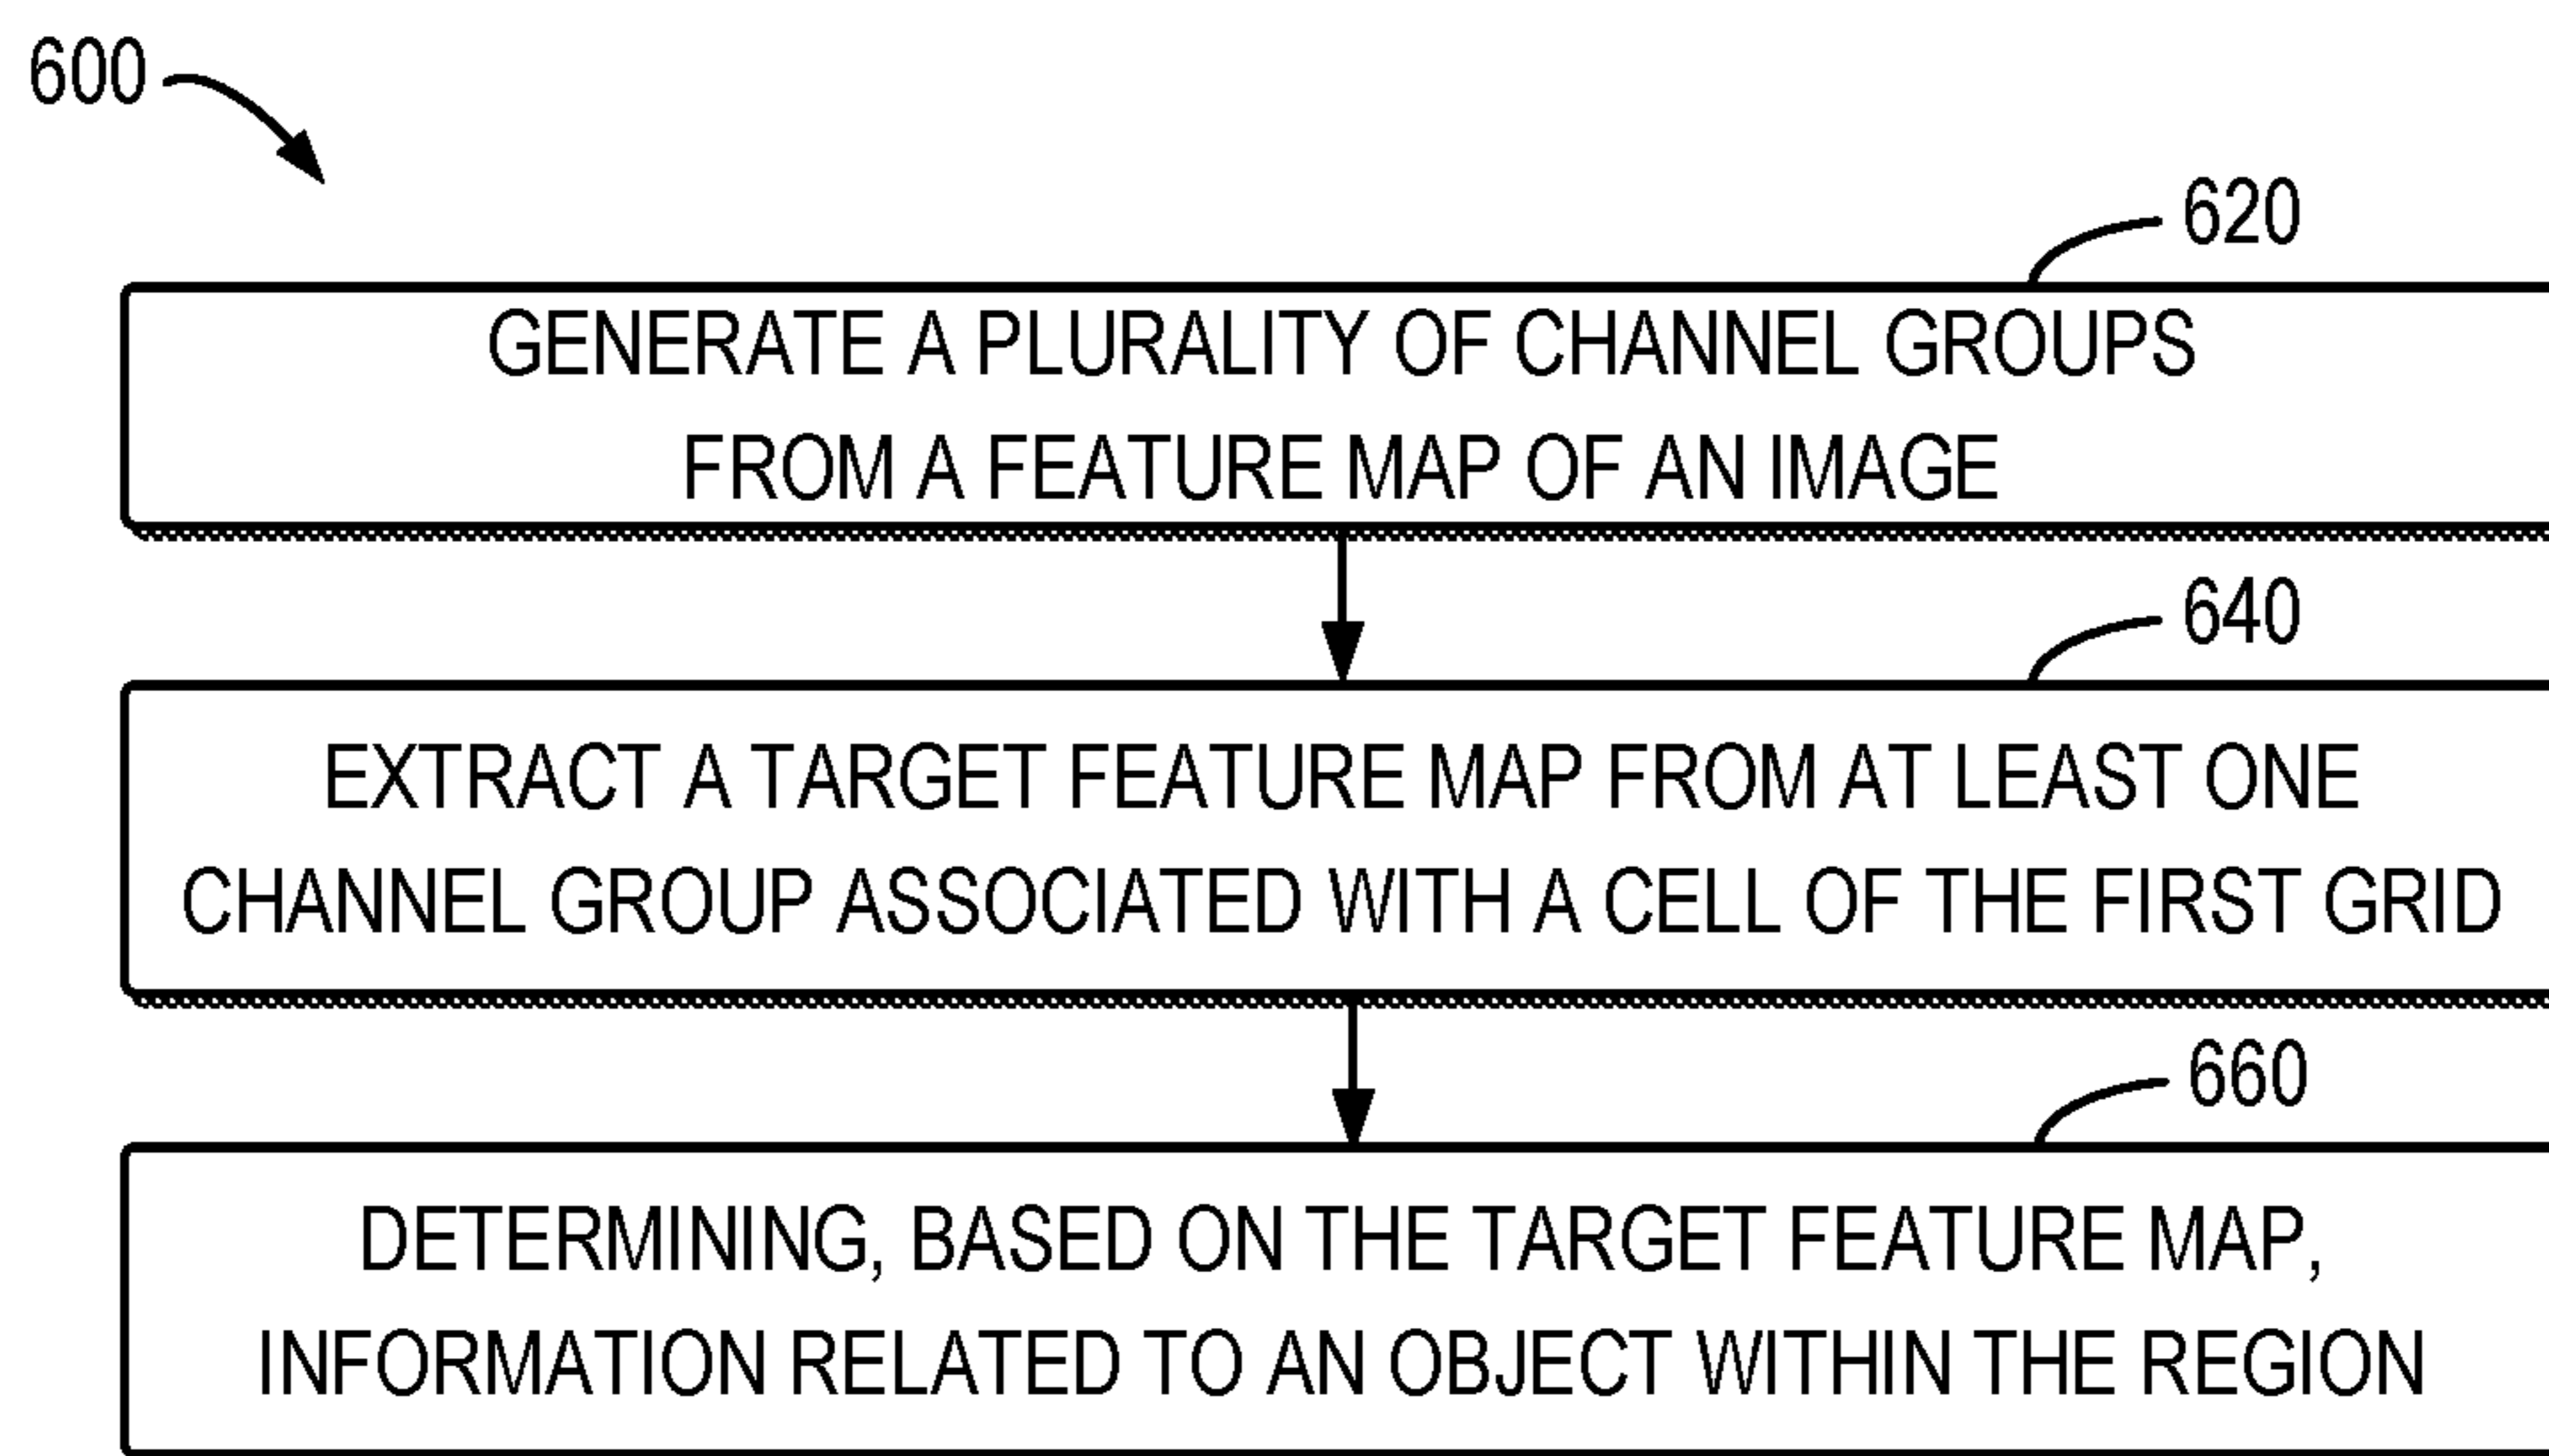 600
620
GENERATE A PLURALITY OF CHANNEL GROUPS
FROM A FEATURE MAP OF AN IMAGE
640
EXTRACT A TARGET FEATURE MAP FROM AT LEAST ONE
CHANNEL GROUP ASSOCIATED WITH A CELL OF THE FIRST GRID
660
DETERMINING, BASED ON THE TARGET FEATURE MAP,
INFORMATION RELATED TO AN OBJECT WITHIN THE REGION